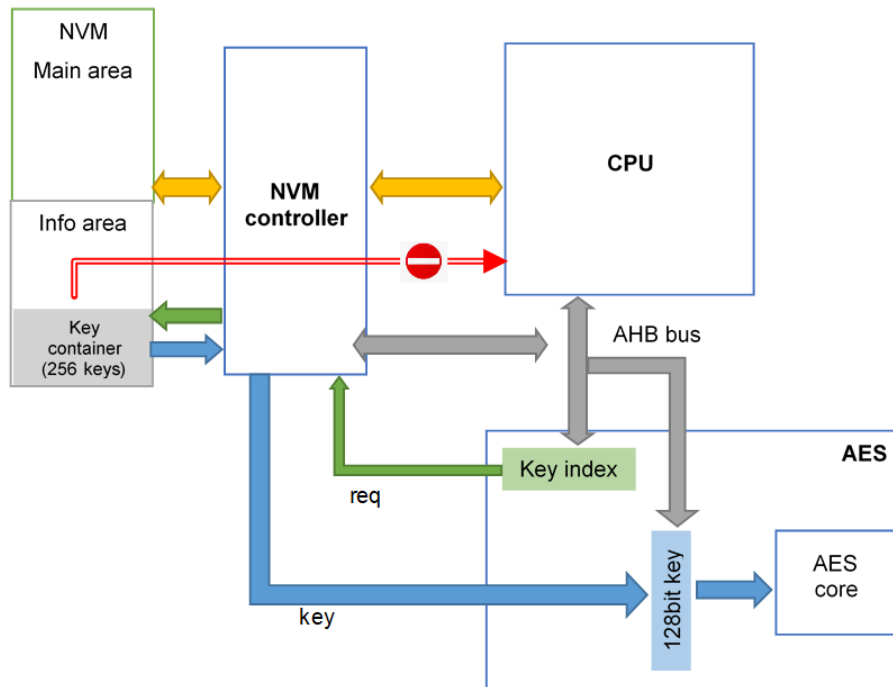 NVM
Main area
Info area
Key
container
(256 keys)
NVM
controller
CPU
AHB bus
AES
Key index
req
key
128bit key
AES
core